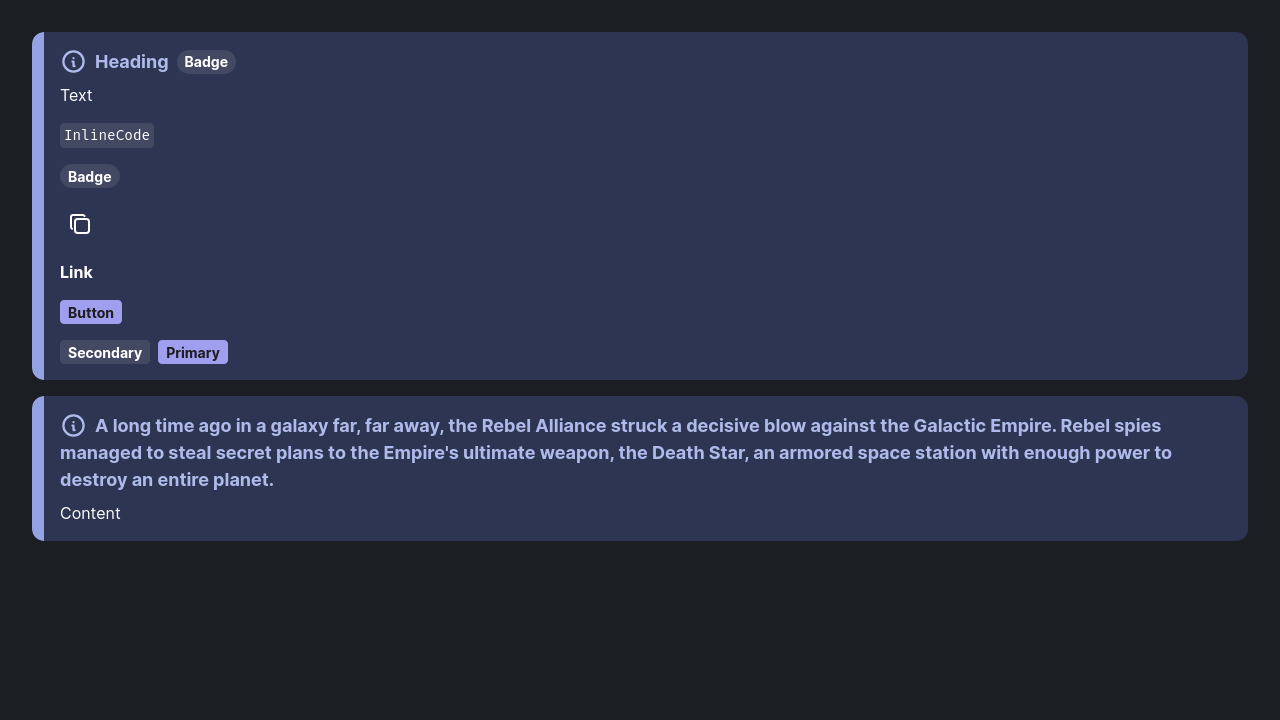 Heading Badge
Text
InlineCode
Badge
Link
Button
Secondary Primary
A long time ago in a galaxy far, far away, the Rebel Alliance struck a decisive blow against the Galactic Empire. Rebel spies
managed to steal secret plans to the Empire's ultimate weapon, the Death Star, an armored space station with enough power to
destroy an entire planet.
Content